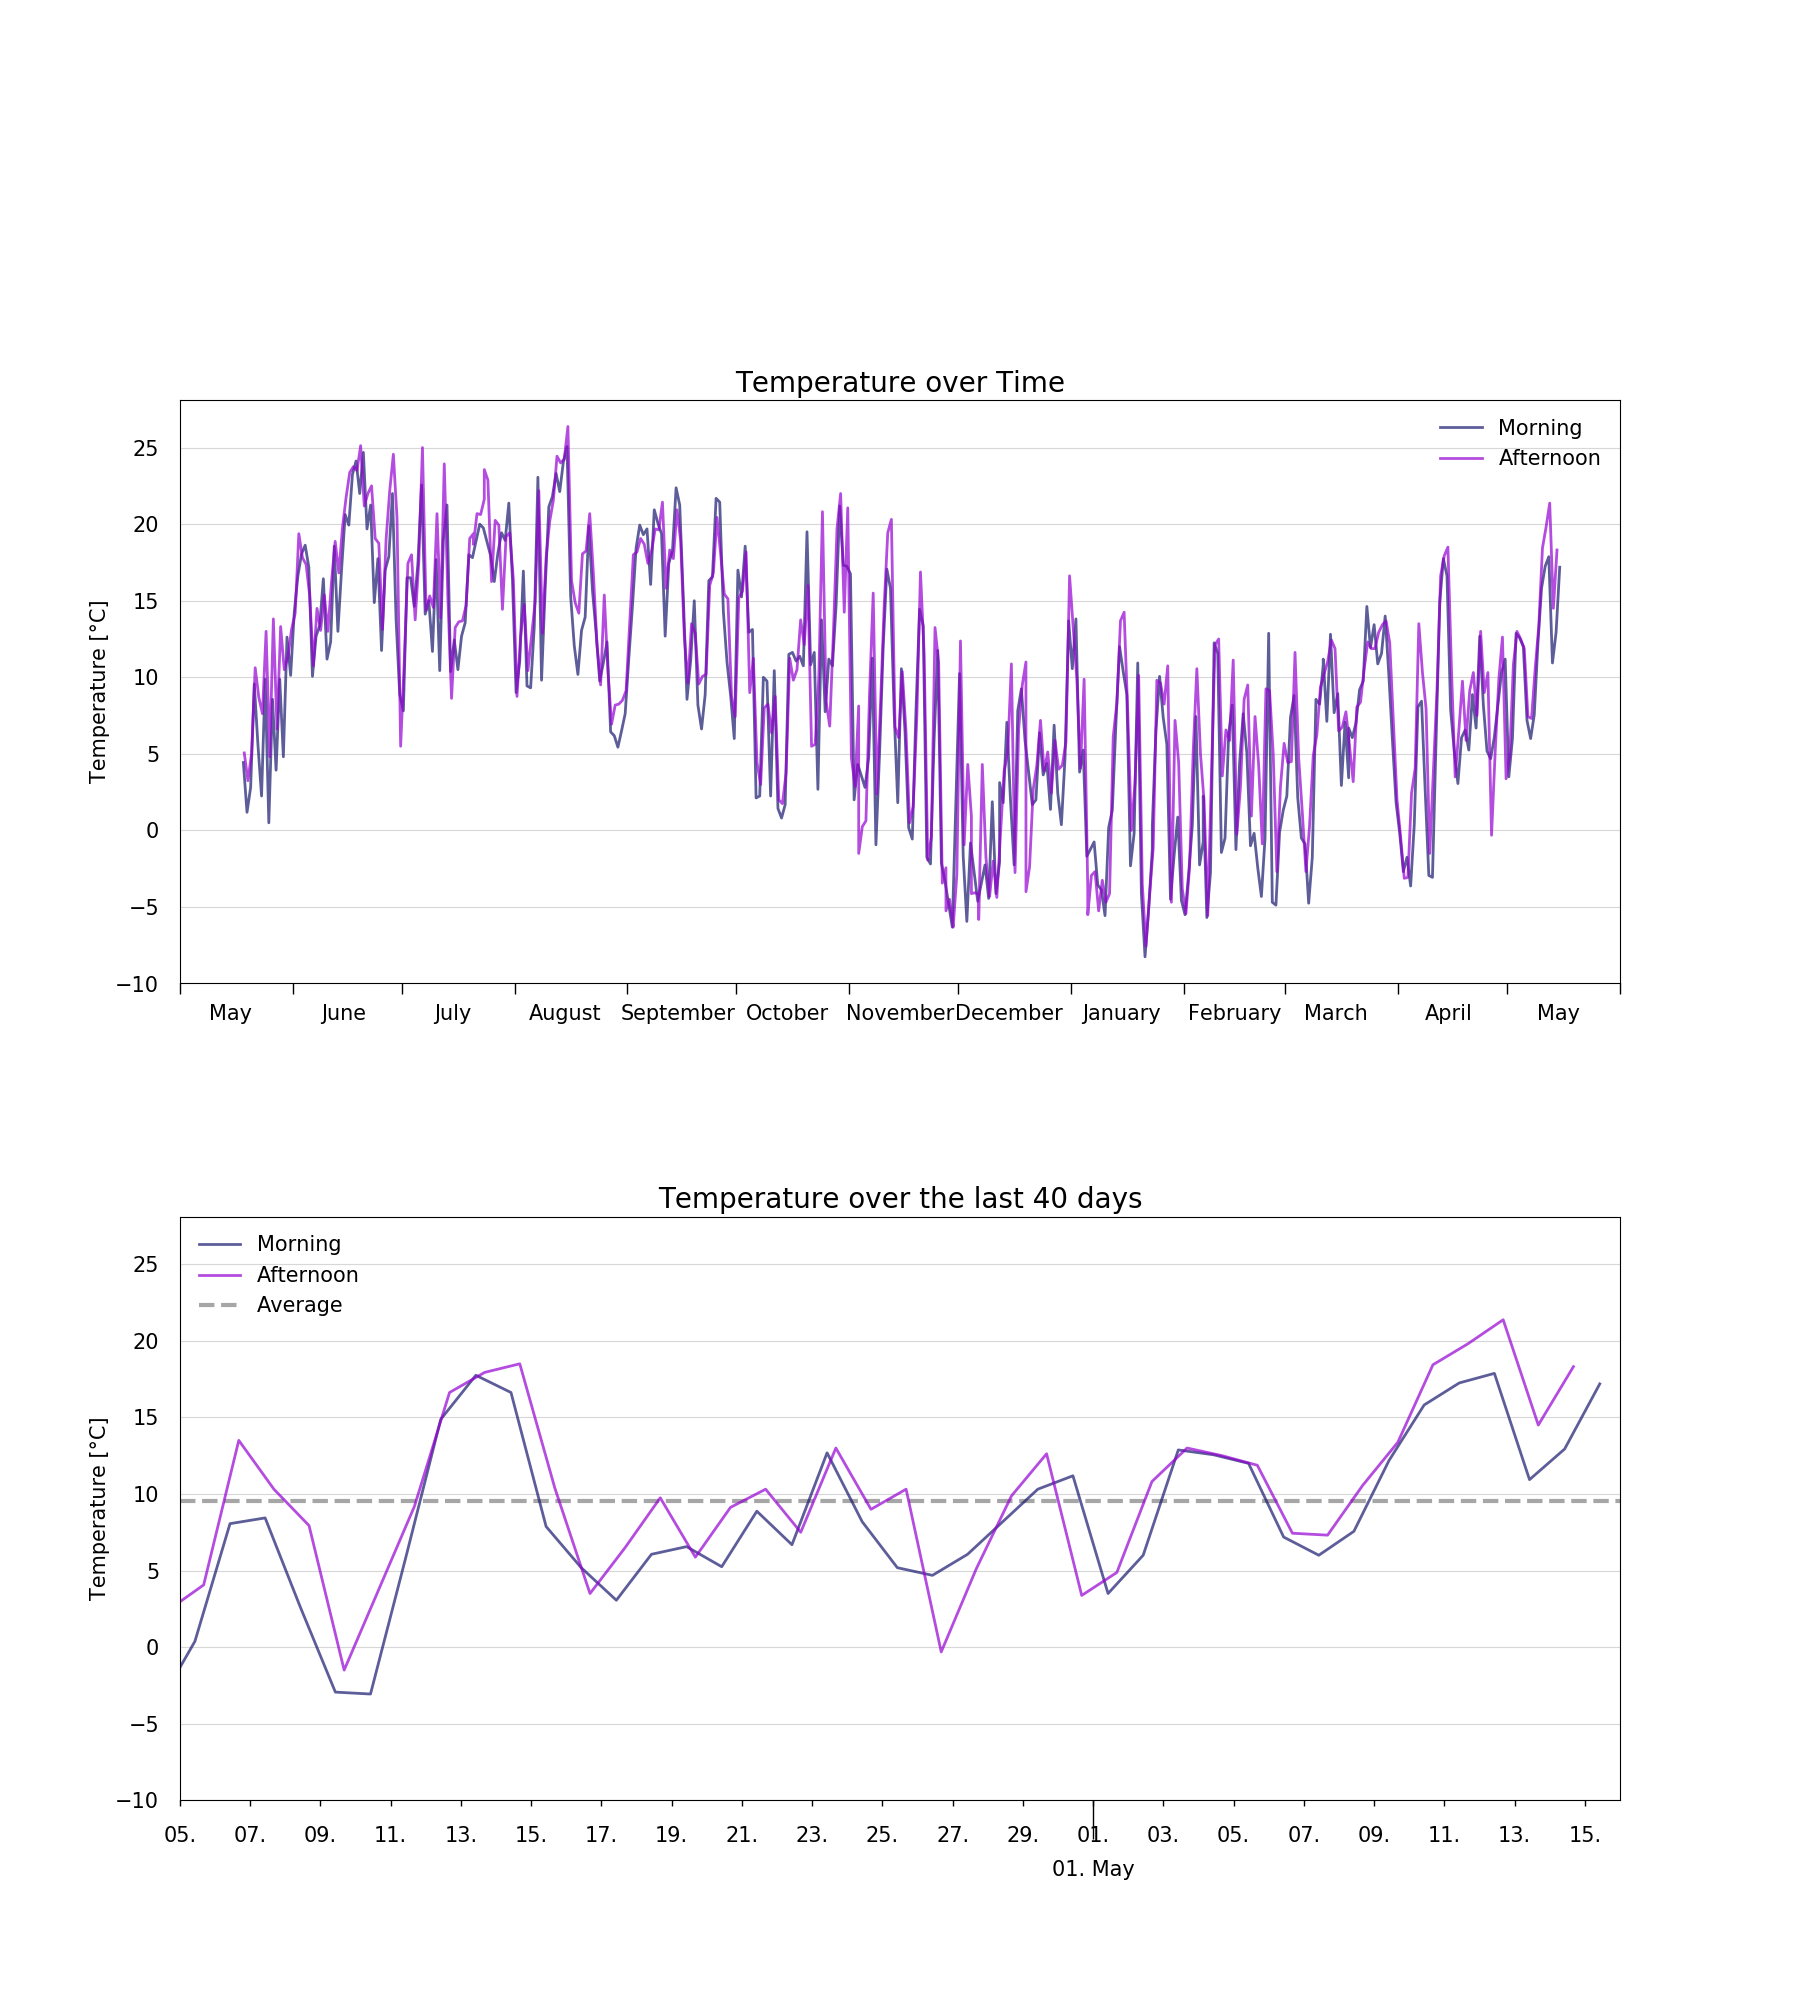 Temperature over Time
Temperature [°C]
25
20
15
10
5
0
−5
−10
Morning
Afternoon
May June July August September October November December January February March April May
Temperature over the last 40 days
Temperature [°C]
25
20
15
10
5
0
−5
−10
Morning
Afternoon
Average
05. 07. 09. 11. 13. 15. 17. 19. 21. 23. 25. 27. 29. 01. 03. 05. 07. 09. 11. 13. 15.
01. May